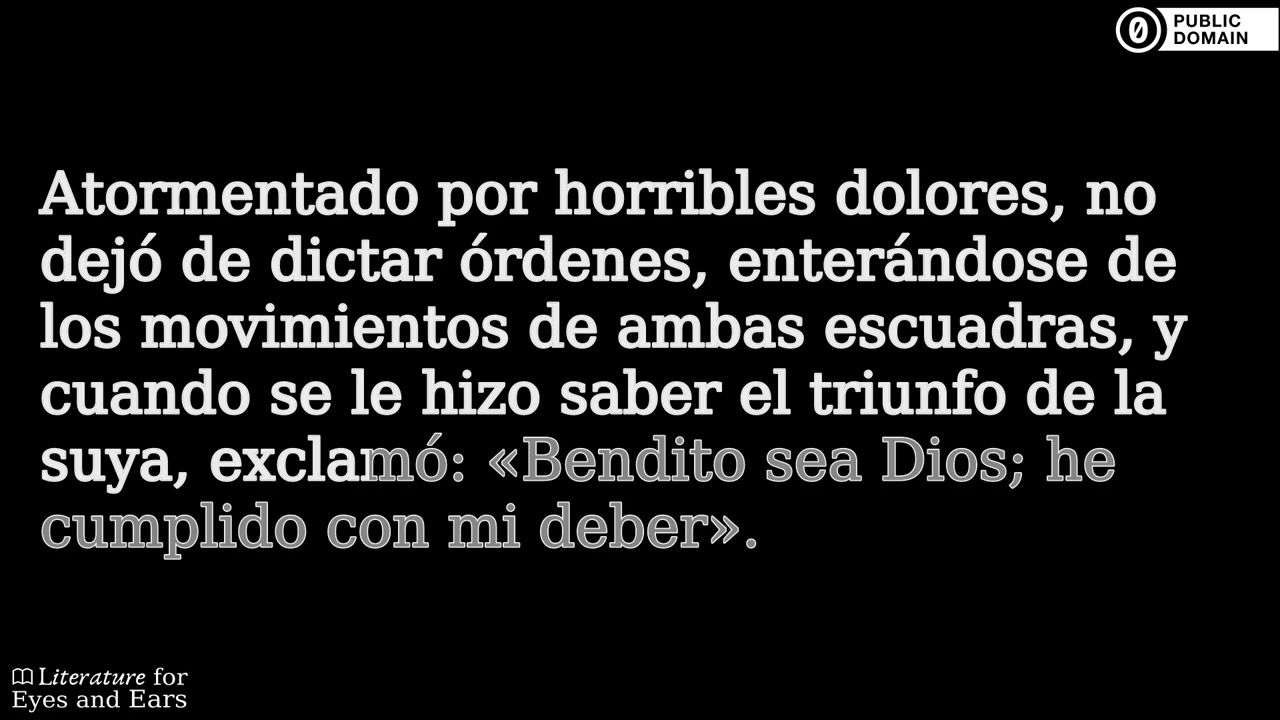 PUBLIC
DOMAIN
Atormentado por horribles dolores, no
dejó de dictar órdenes, enterándose de
los movimientos de ambas escuadras, y
cuando se le hizo saber el triunfo de la
suya, exclamó: «Bendito sea Dios; he
cumplido con mi deber».
Literature for
Eyes and Ears